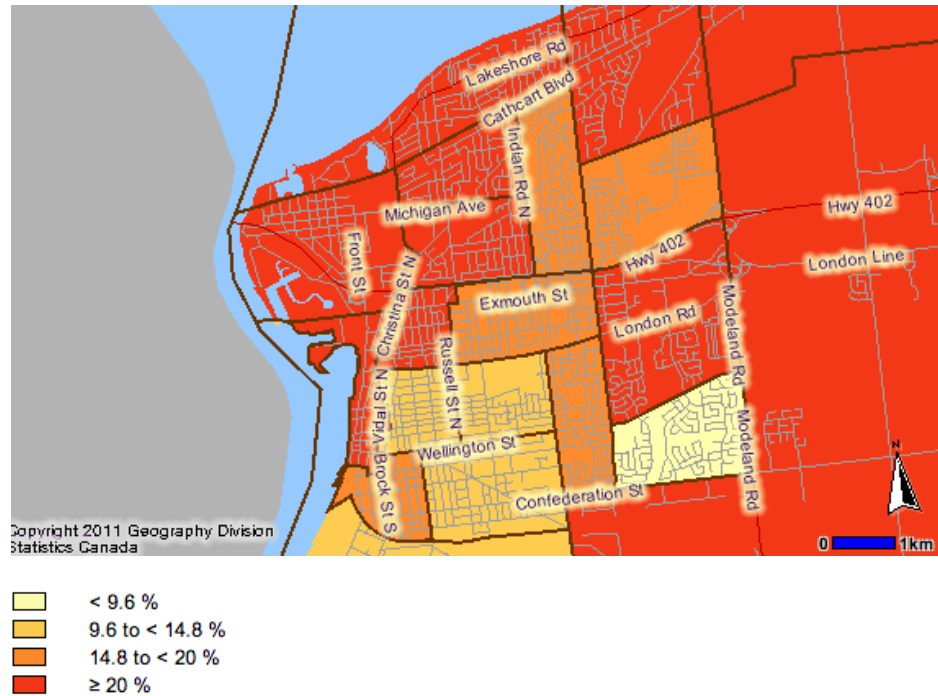 Lakeshore Rd
Cathcart Blvd
Indian Rd N
Michigan Ave
Hwy 402
Front St
Hwy 402
London Line
Christina St N
Exmouth St
Modeland Rd
London Rd
Russell St N
Vidal St N
Modeland Rd
Wellington St
Brock St S
Confederation St
N
Copyright 2011 Geography Division
Statistics Canada
0 1km
< 9.6 %
9.6 to < 14.8 %
14.8 to < 20 %
≥ 20 %